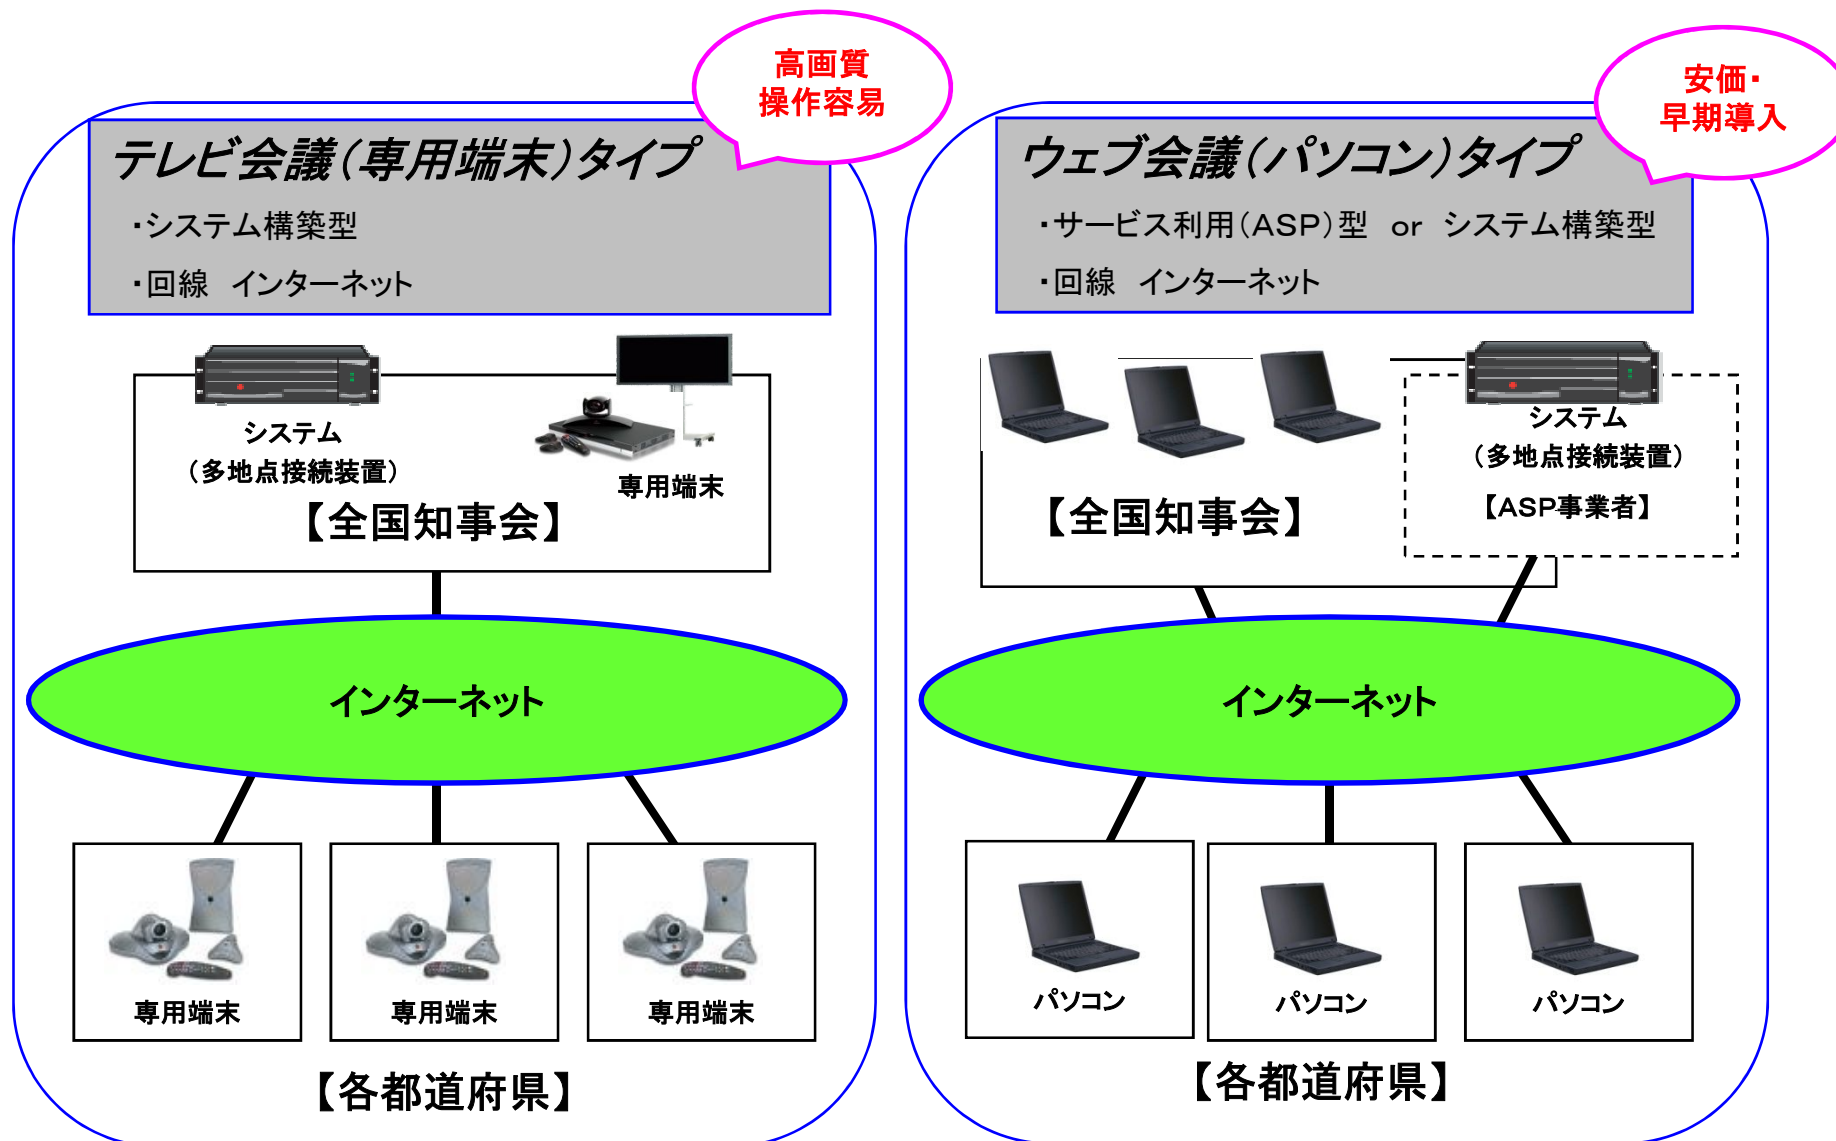 高画質
操作容易
テレビ会議（専用端末）タイプ
・システム構築型
・回線　インターネット
システム
（多地点接続装置）
専用端末
【全国知事会】
インターネット
専用端末
専用端末
専用端末
【各都道府県】
安価・
早期導入
ウェブ会議（パソコン）タイプ
・サービス利用（ASP）型　or　システム構築型
・回線　インターネット
システム
（多地点接続装置）
【ASP事業者】
【全国知事会】
インターネット
パソコン
パソコン
パソコン
【各都道府県】